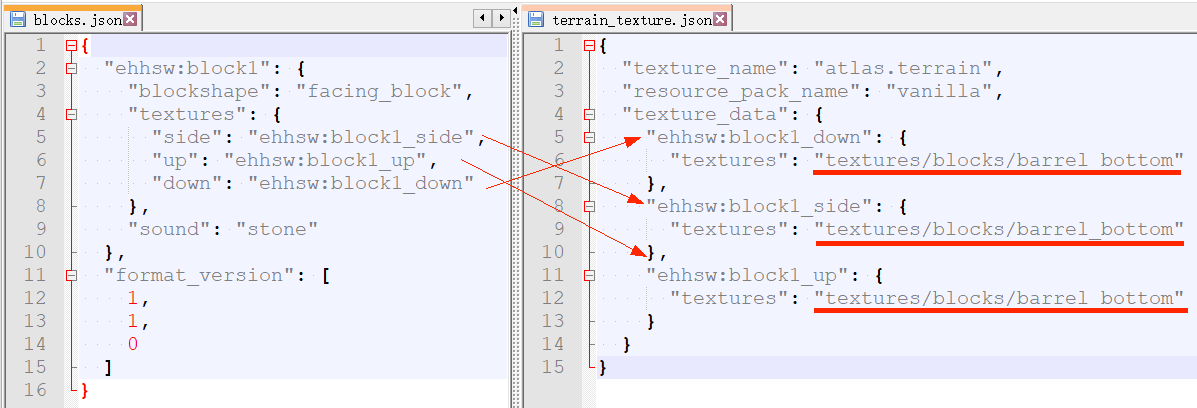 blocks.json
1 {
2 "ehhsw:block1": {
3 "blockshape": "facing_block",
4 "textures": {
5 "side": "ehhsw:block1_side",
6 "up": "ehhsw:block1_up",
7 "down": "ehhsw:block1_down"
8 },
9 "sound": "stone"
10 },
11 "format_version": [
12 1,
13 1,
14 0
15 ]
16 }
terrain_texture.json
1 {
2 "texture_name": "atlas.terrain",
3 "resource_pack_name": "vanilla",
4 "texture_data": {
5 "ehhsw:block1_down": {
6 "textures": "textures/blocks/barrel_bottom"
7 },
8 "ehhsw:block1_side": {
9 "textures": "textures/blocks/barrel_bottom"
10 },
11 "ehhsw:block1_up": {
12 "textures": "textures/blocks/barrel_bottom"
13 }
14 }
15 }